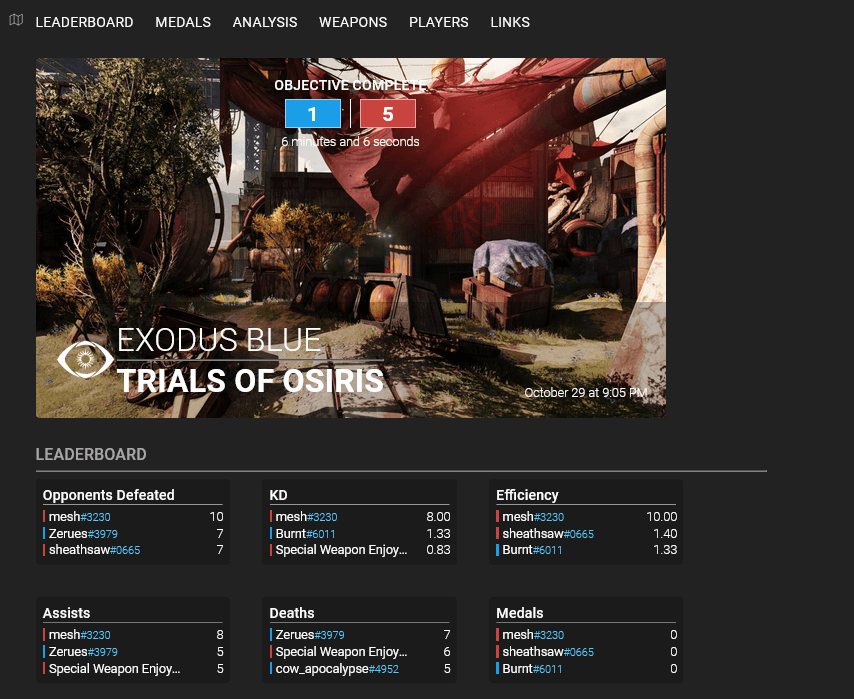 LEADERBOARD MEDALS ANALYSIS WEAPONS PLAYERS LINKS
OBJECTIVE COMPLETE
1 5
6 minutes and 6 seconds
EXODUS BLUE
TRIALS OF OSIRIS
October 29 at 9:05 PM
LEADERBOARD
Opponents Defeated
mesh#3230 10
Zerues#3979 7
sheathsaw#0665 7
KD
mesh#3230 8.00
Burnt#6011 1.33
Special Weapon Enjoy... 0.83
Efficiency
mesh#3230 10.00
sheathsaw#0665 1.40
Burnt#6011 1.33
Assists
mesh#3230 8
Zerues#3979 5
Special Weapon Enjoy... 5
Deaths
Zerues#3979 7
Special Weapon Enjoy... 6
cow_apocalypse#4952 5
Medals
mesh#3230 0
sheathsaw#0665 0
Burnt#6011 0